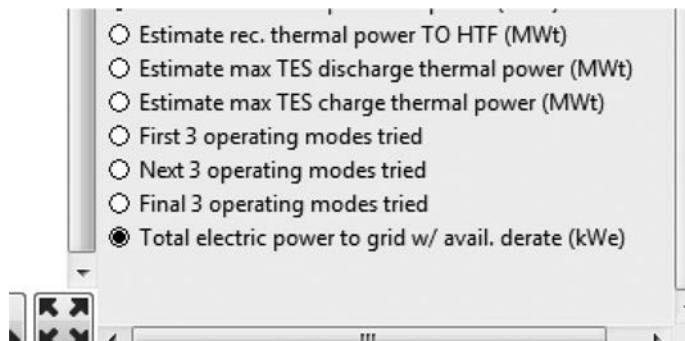 Estimate rec. thermal power TO HTF (MWt)
Estimate max TES discharge thermal power (MWt)
Estimate max TES charge thermal power (MWt)
First 3 operating modes tried
Next 3 operating modes tried
Final 3 operating modes tried
Total electric power to grid w/ avail. derate (kWe)